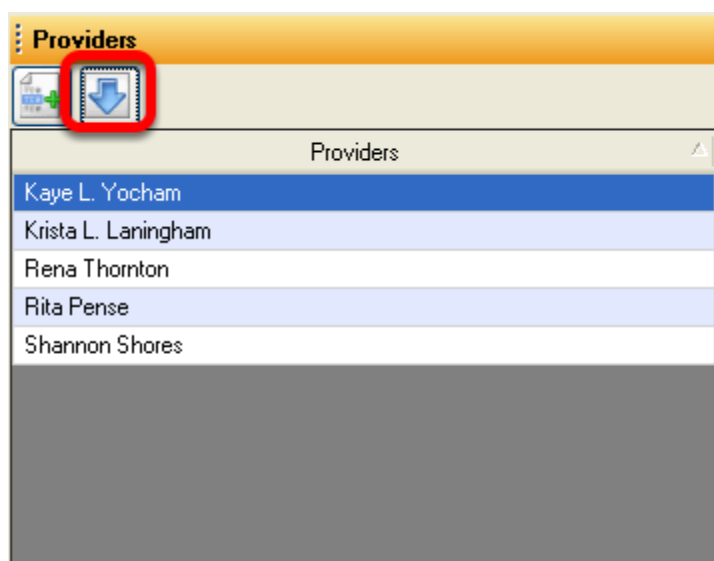 Providers
Providers
Kaye L. Yocham
Krista L. Laningham
Rena Thornton
Rita Pense
Shannon Shores